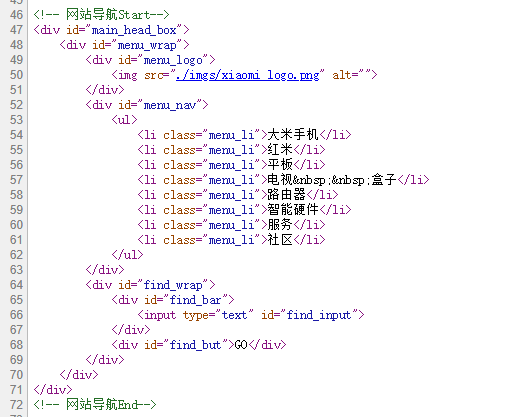 46 <!-- 网站导航Start-->
47 <div id="main_head_box">
48 <div id="menu_wrap">
49 <div id="menu_logo">
50 <img src="./imgs/xiaomi_logo.png" alt="">
51 </div>
52 <div id="menu_nav">
53 <ul>
54 <li class="menu_li">大米手机</li>
55 <li class="menu_li">红米</li>
56 <li class="menu_li">平板</li>
57 <li class="menu_li">电视&nbsp;&nbsp;盒子</li>
58 <li class="menu_li">路由器</li>
59 <li class="menu_li">智能硬件</li>
60 <li class="menu_li">服务</li>
61 <li class="menu_li">社区</li>
62 </ul>
63 </div>
64 <div id="find_wrap">
65 <div id="find_bar">
66 <input type="text" id="find_input">
67 </div>
68 <div id="find_but">GO</div>
69 </div>
70 </div>
71 </div>
72 <!-- 网站导航End-->